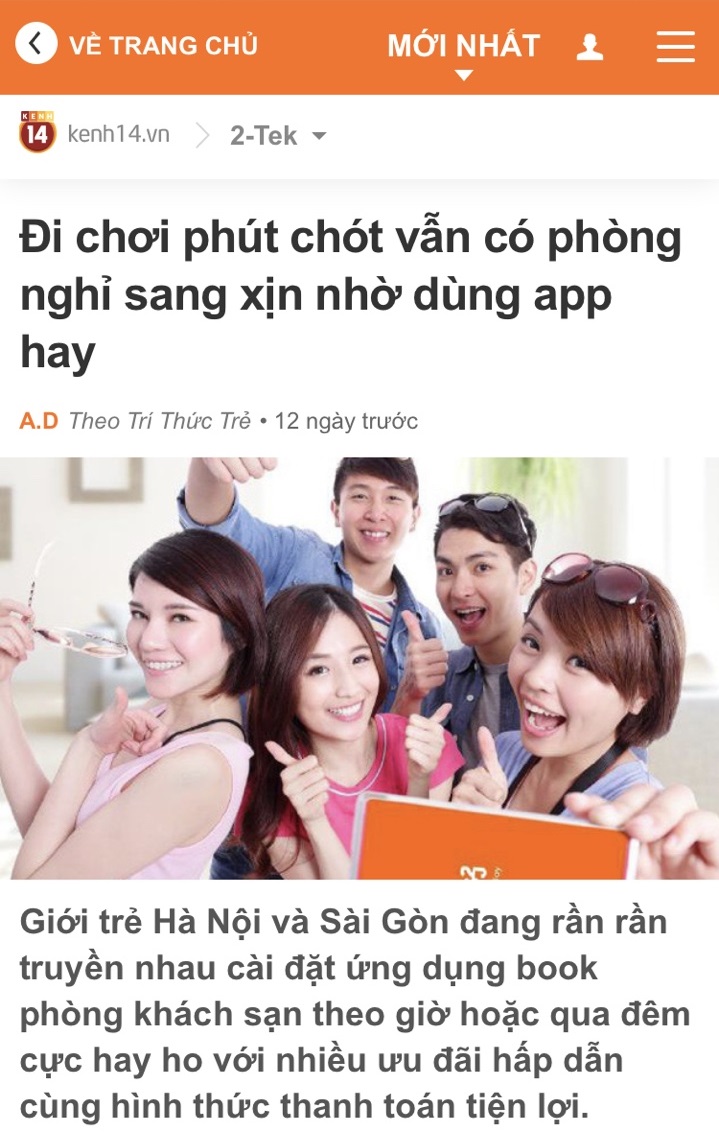 VỀ TRANG CHỦ
MỚI NHẤT
KENH
14
kenh14.vn
2-Tek
Đi chơi phút chót vẫn có phòng
nghỉ sang xịn nhờ dùng app
hay
A.D Theo Trí Thức Trẻ • 12 ngày trước
Giới trẻ Hà Nội và Sài Gòn đang rần rần
truyền nhau cài đặt ứng dụng book
phòng khách sạn theo giờ hoặc qua đêm
cực hay ho với nhiều ưu đãi hấp dẫn
cùng hình thức thanh toán tiện lợi.